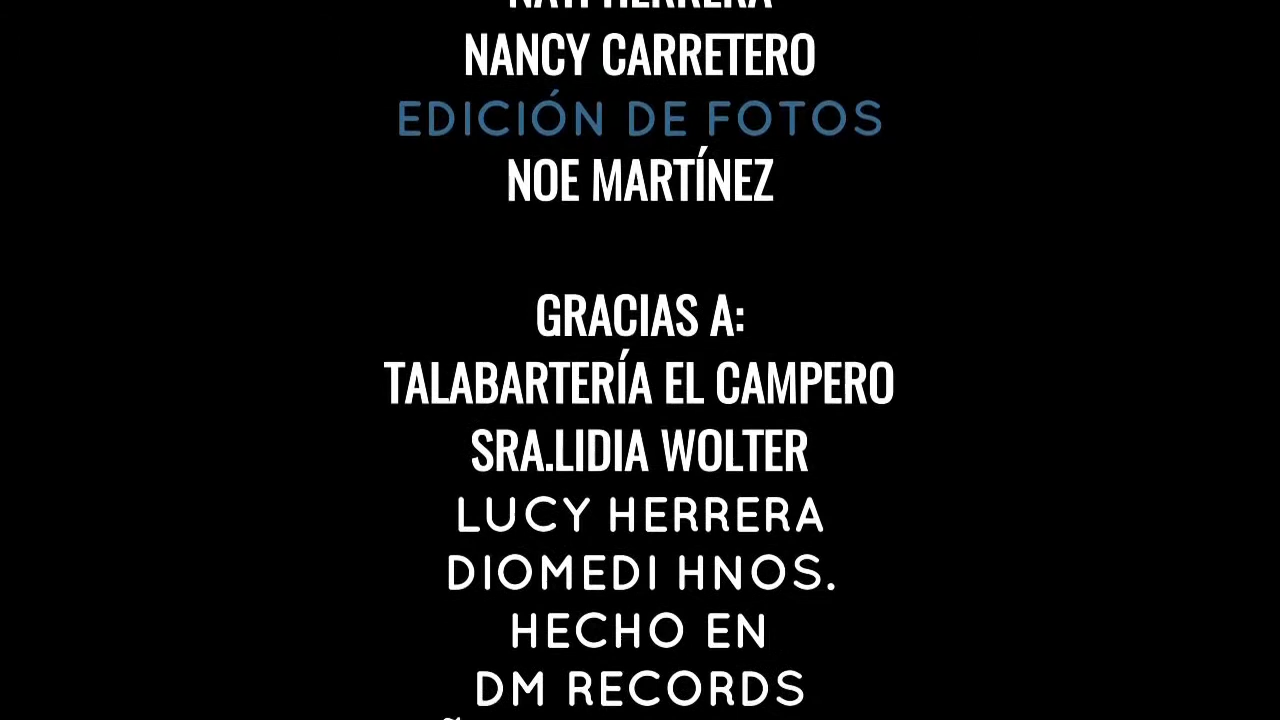 HERRERA
NANCY CARRETERO
EDICIÓN DE FOTOS
NOE MARTÍNEZ
GRACIAS A:
TALABARTERÍA EL CAMPERO
SRA.LIDIA WOLTER
LUCY HERRERA
DIOMEDI HNOS.
HECHO EN
DM RECORDS